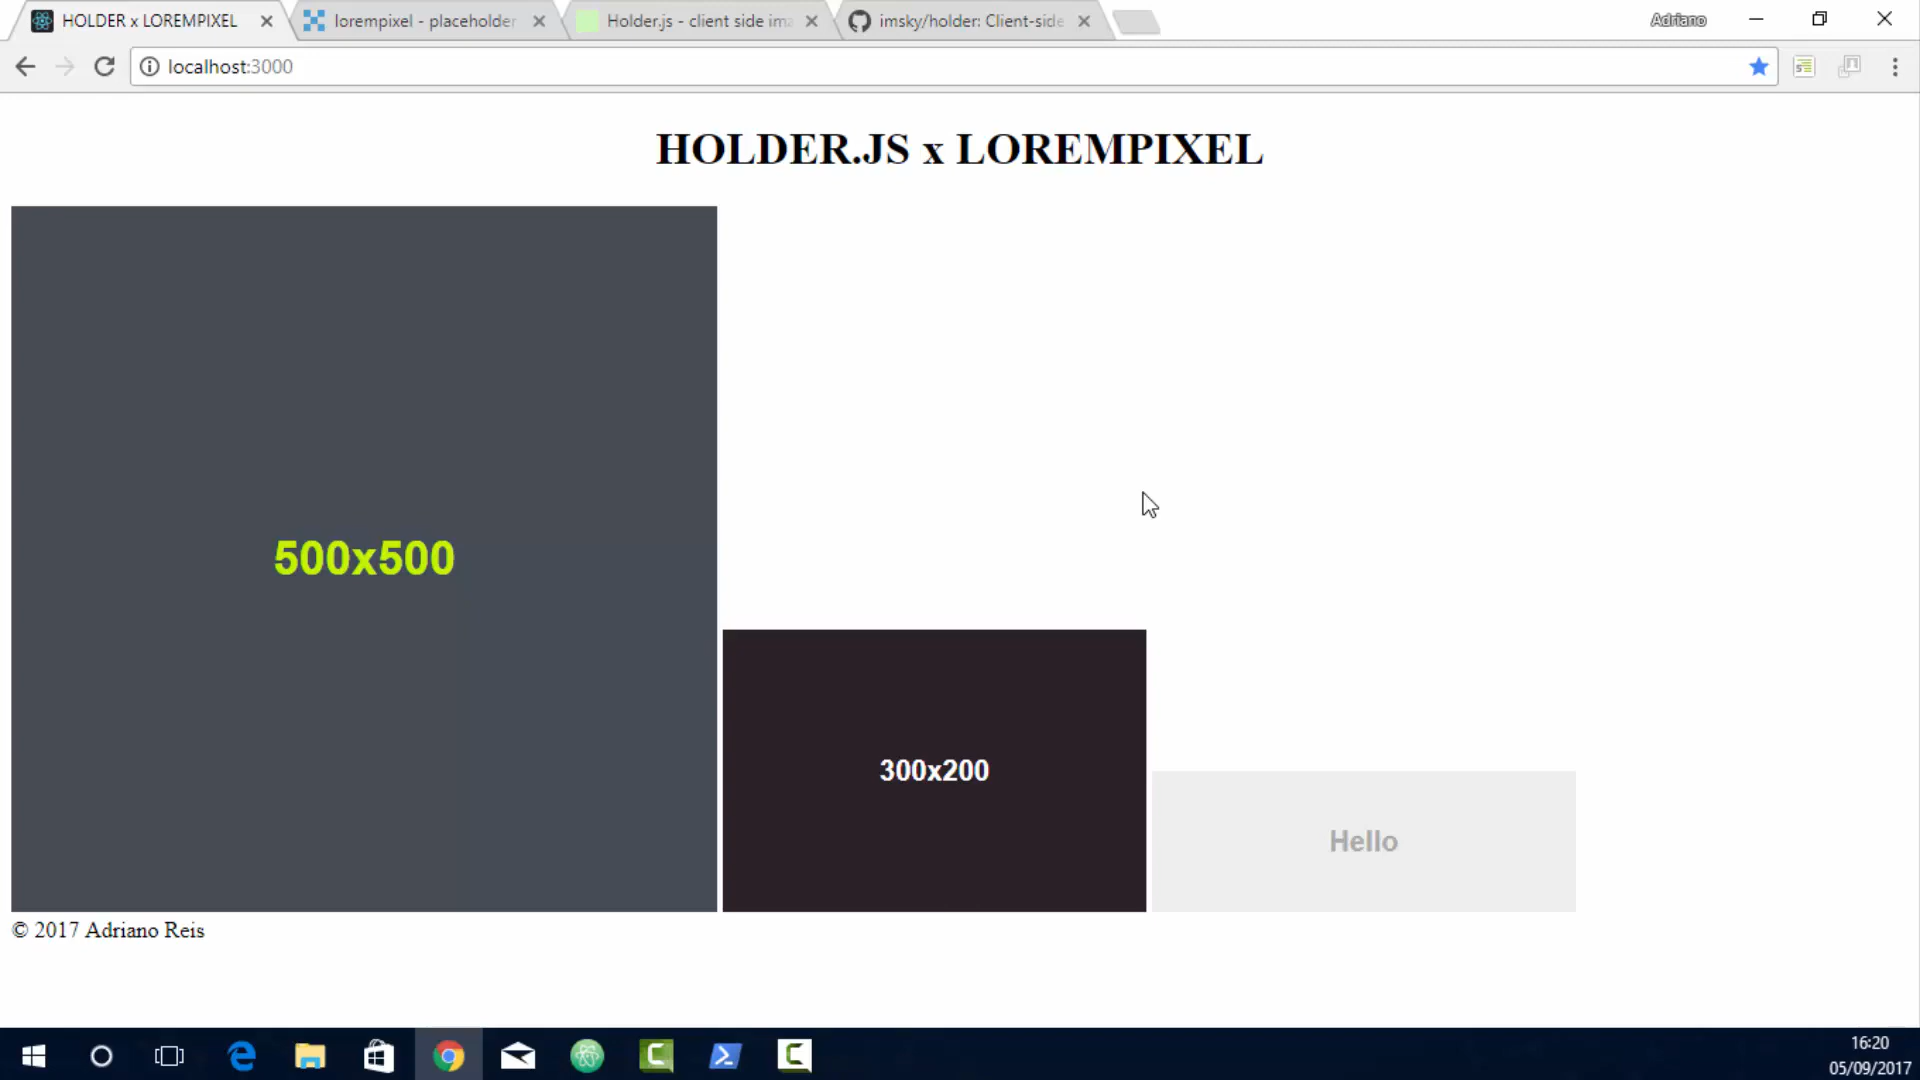 HOLDER x LOREMPIXEL
lorempixel - placeholder
Holder.js - client side ima
imsky/holder: Client-side
Adriano
localhost:3000
HOLDER.JS x LOREMPIXEL
500x500
300x200
Hello
© 2017 Adriano Reis
16:20
05/09/2017